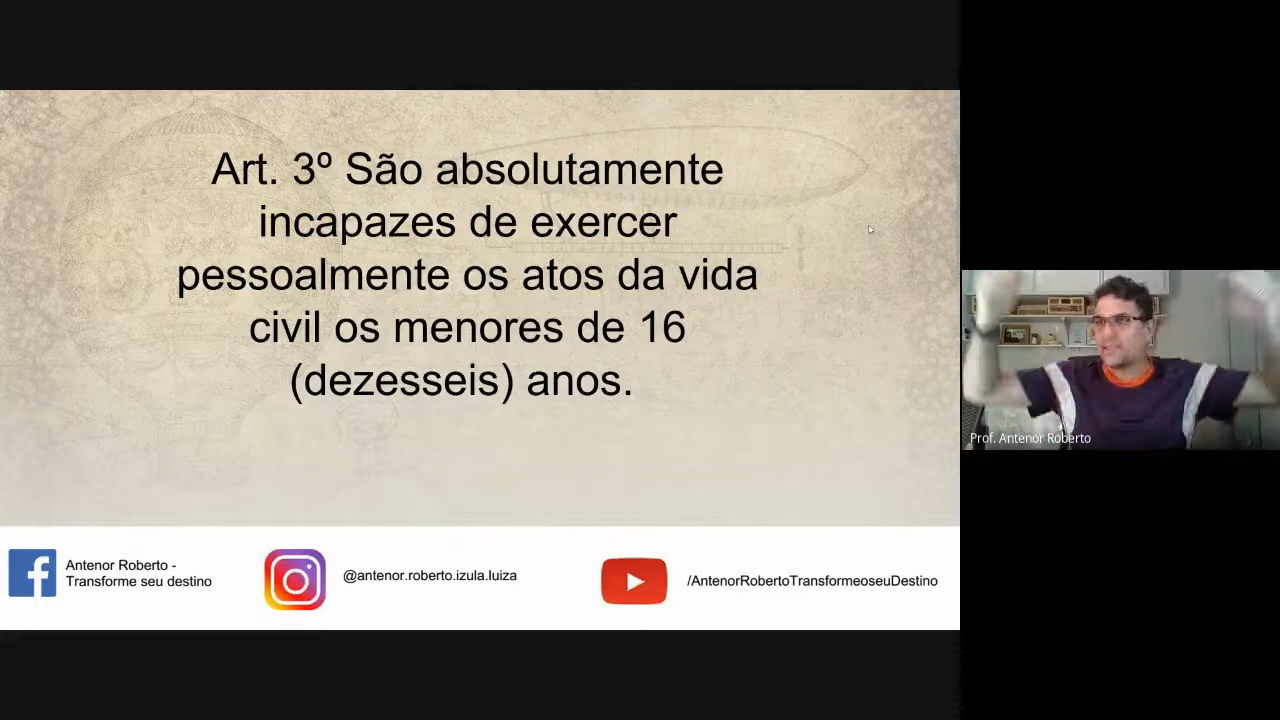 Art. 3º São absolutamente
incapazes de exercer
pessoalmente os atos da vida
civil os menores de 16
(dezesseis) anos.
Prof. Antenor Roberto
Antenor Roberto -
Transforme seu destino
@antenor.roberto.izula.luiza
/AntenorRobertoTransformeoseuDestino